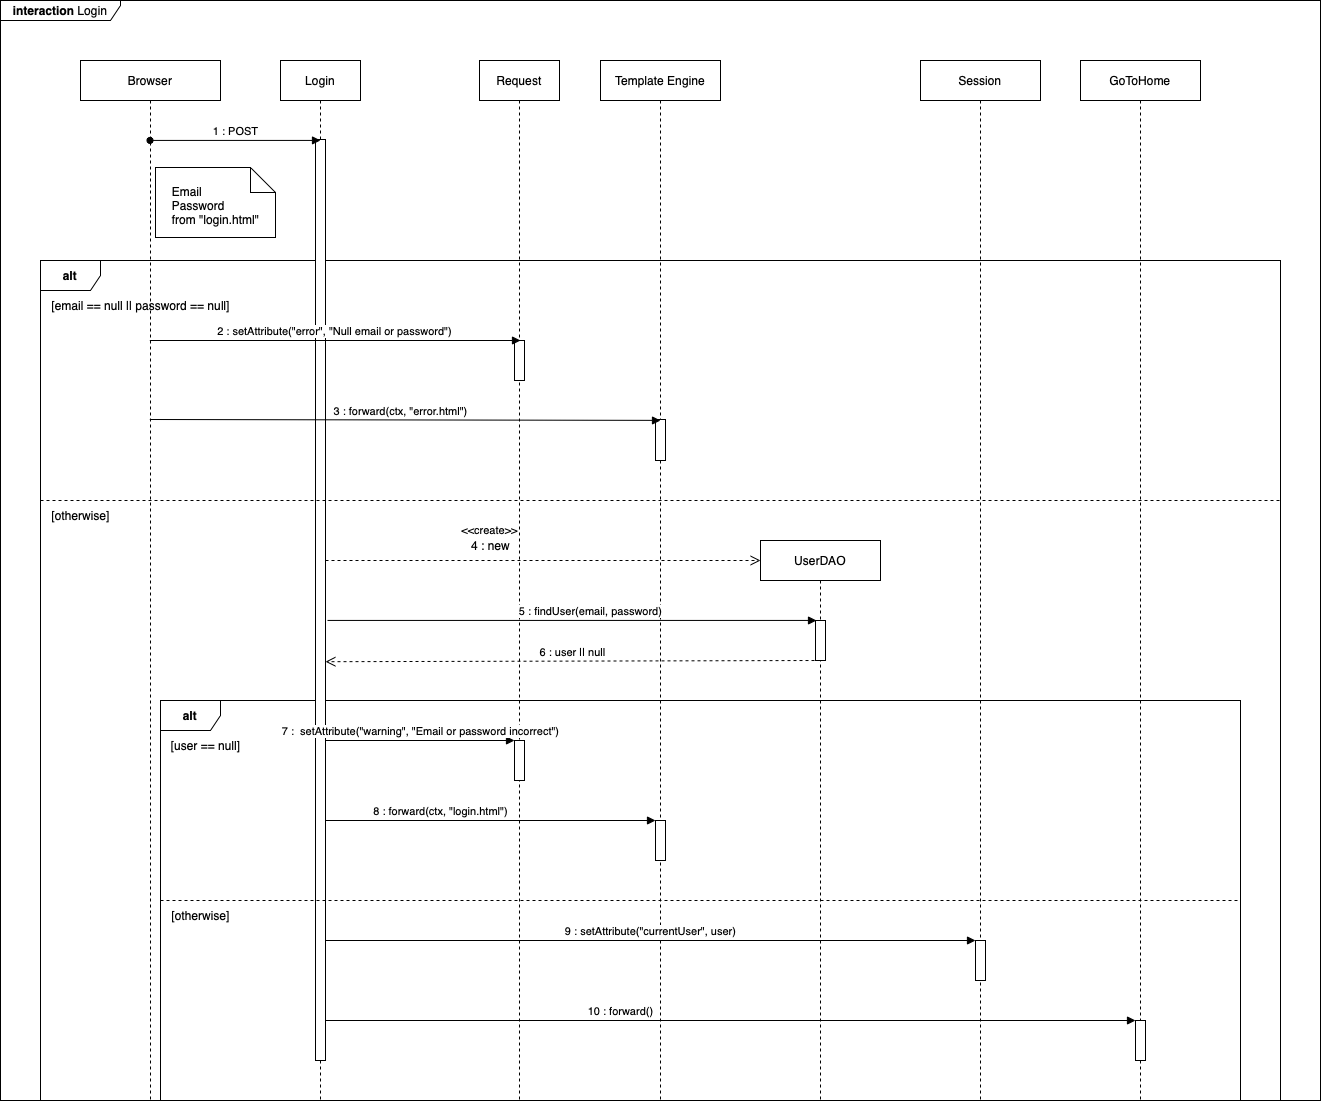 interaction Login
Browser
Login
Request
Template Engine
Session
GoToHome
1 : POST
Email
Password
from "login.html"
alt
[email == null || password == null]
2 : setAttribute("error", "Null email or password")
3 : forward(ctx, "error.html")
[otherwise]
<<create>>
4 : new
UserDAO
5 : findUser(email, password)
6 : user || null
alt
7 :  setAttribute("warning", "Email or password incorrect")
[user == null]
8 : forward(ctx, "login.html")
[otherwise]
9 : setAttribute("currentUser", user)
10 : forward()